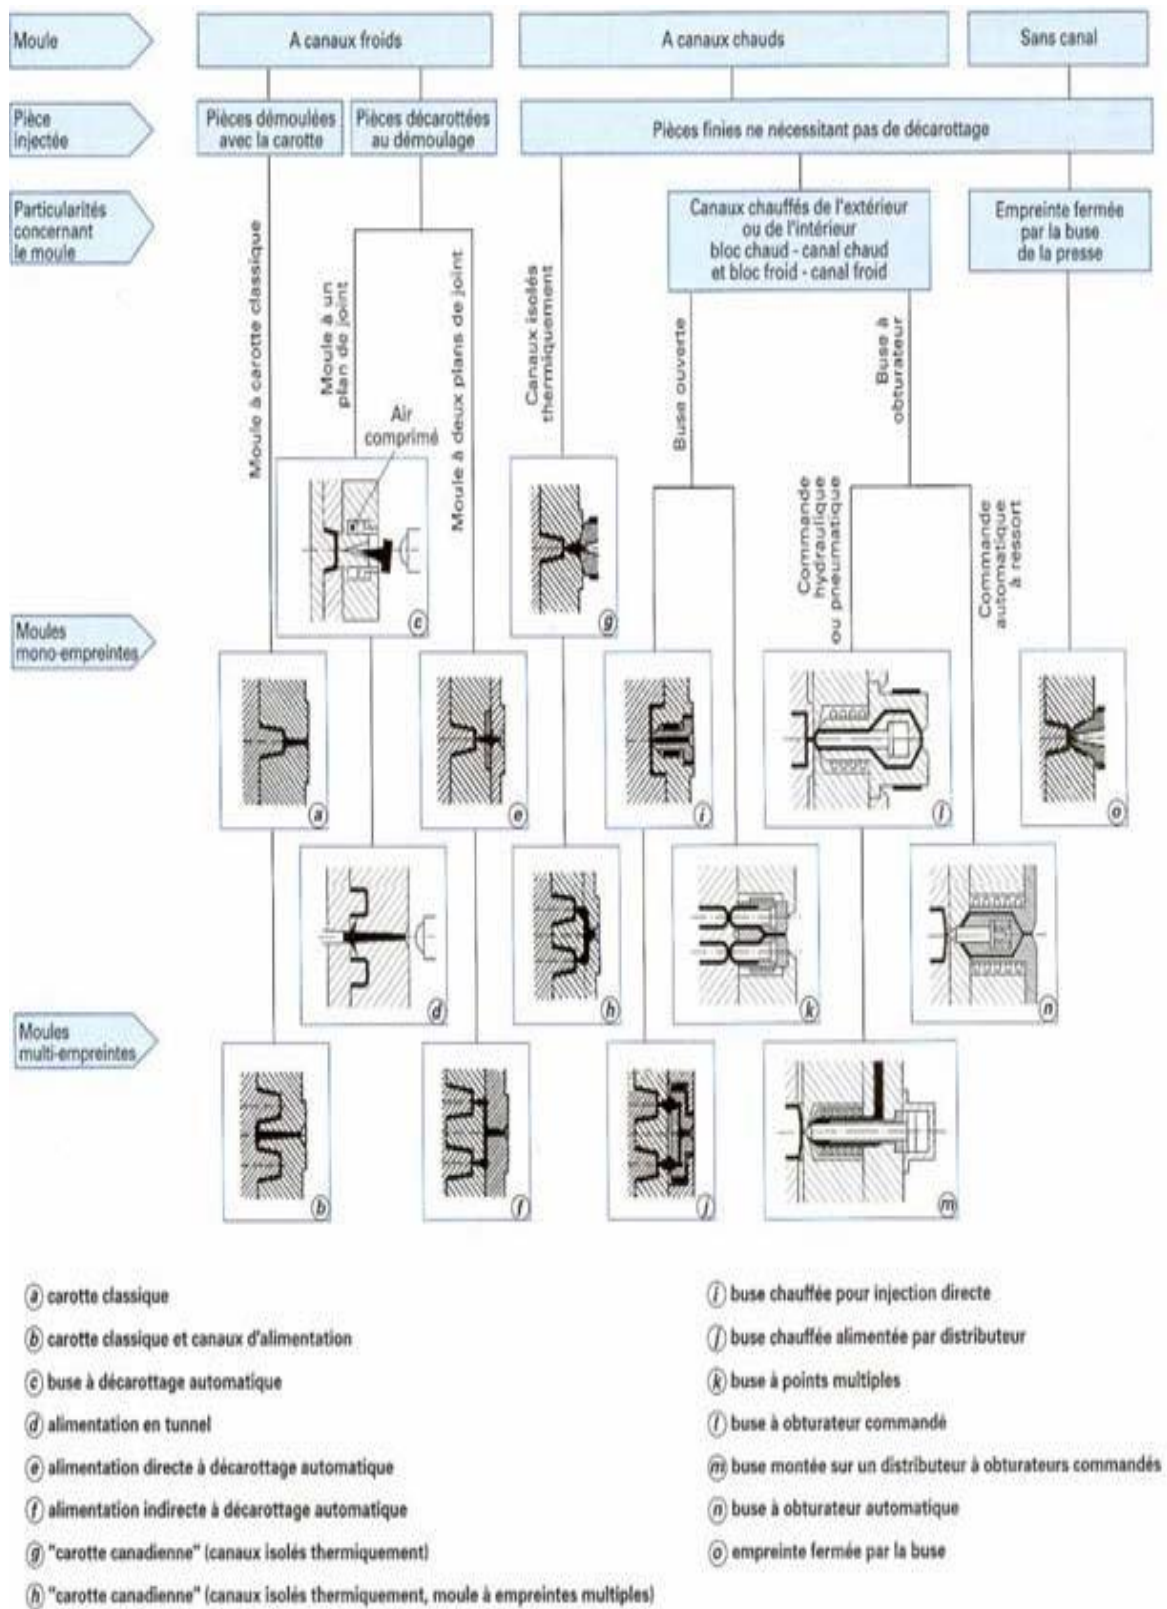 Moule
A canaux froids
A canaux chauds
Sans canal
Pièce
injectée
Pièces démoulées
avec la carotte
Pièces décarottées
au démoulage
Pièces finies ne nécessitant pas de décarottage
Particularités
concernant
le moule
Canaux chauffés de l'extérieur
ou de l'intérieur
bloc chaud - canal chaud
et bloc froid - canal froid
Empreinte fermée
par la buse
de la presse
Moule à carotte classique
Moule à un
plan de joint
Moule à deux plans de joint
Canaux isolés
thermiquement
Buse ouverte
Buse à
obturateur
Air
comprimé
Commande
hydraulique
ou pneumatique
Commande
automatique
à ressort
c
g
Moules
mono-empreintes
a
e
i
l
o
d
h
k
n
Moules
multi-empreintes
b
f
j
m
a carotte classique
b carotte classique et canaux d'alimentation
c buse à décarottage automatique
d alimentation en tunnel
e alimentation directe à décarottage automatique
f alimentation indirecte à décarottage automatique
g "carotte canadienne" (canaux isolés thermiquement)
h "carotte canadienne" (canaux isolés thermiquement, moule à empreintes multiples)
i buse chauffée pour injection directe
j buse chauffée alimentée par distributeur
k buse à points multiples
l buse à obturateur commandé
m buse montée sur un distributeur à obturateurs commandés
n buse à obturateur automatique
o empreinte fermée par la buse